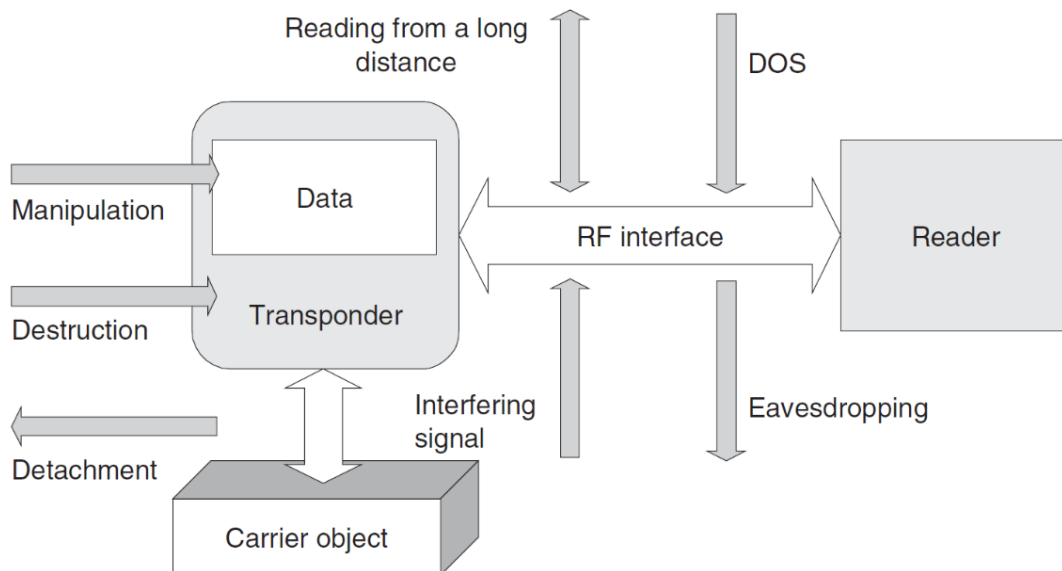 Reading from a long
distance
DOS
Manipulation
Data
RF interface
Reader
Destruction
Transponder
Detachment
Interfering
signal
Eavesdropping
Carrier object